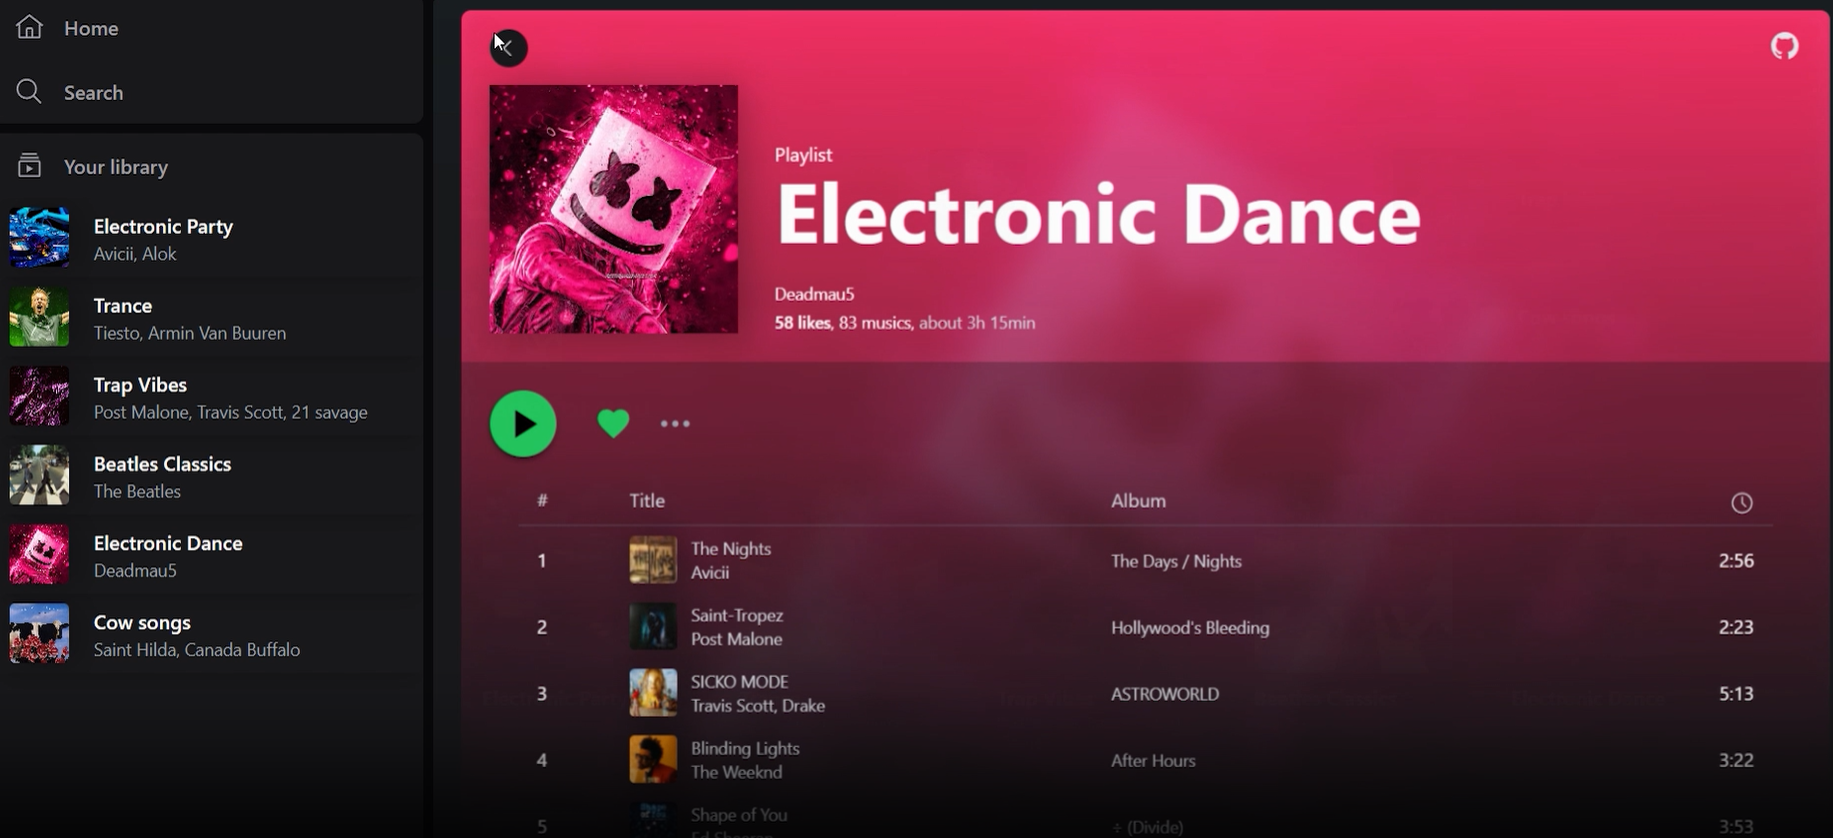 Home
Search
Your library
Electronic Party
Avicii, Alok
Trance
Tiesto, Armin Van Buuren
Trap Vibes
Post Malone, Travis Scott, 21 savage
Beatles Classics
The Beatles
Electronic Dance
Deadmau5
Cow songs
Saint Hilda, Canada Buffalo
Playlist
Electronic Dance
Deadmau5
58 likes, 83 musics, about 3h 15min
# Title Album
1 The Nights The Days / Nights 2:56
Avicii
2 Saint-Tropez Hollywood's Bleeding 2:23
Post Malone
3 SICKO MODE ASTROWORLD 5:13
Travis Scott, Drake
4 Blinding Lights After Hours 3:22
The Weeknd
5 Shape of You ÷ (Divide) 3:53
Ed Sheeran